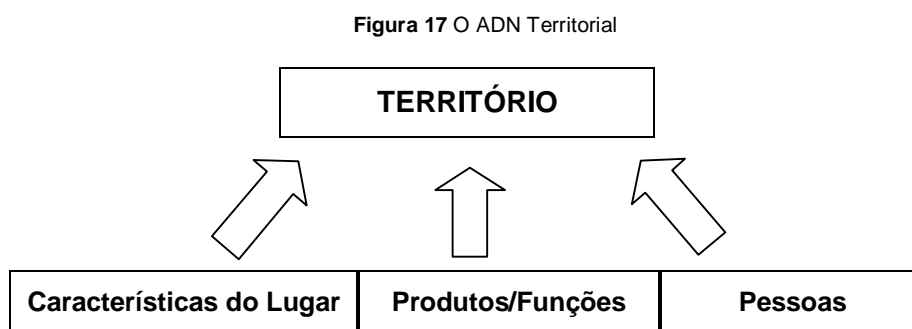 Figura 17 O ADN Territorial
TERRITÓRIO
Características do Lugar
Produtos/Funções
Pessoas